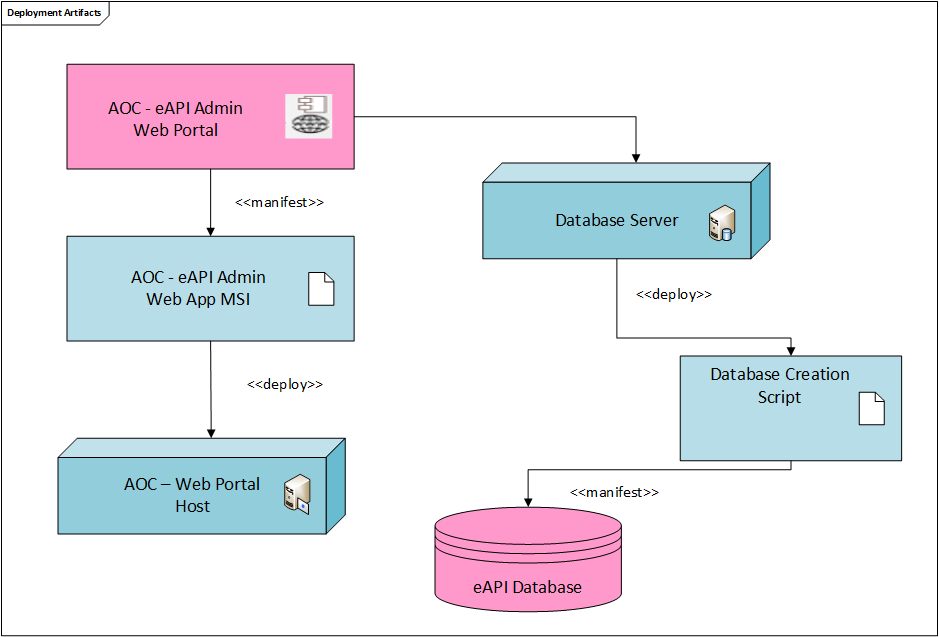 Deployment Artifacts
AOC - eAPI Admin
Web Portal
<<manifest>>
AOC - eAPI Admin
Web App MSI
<<deploy>>
AOC – Web Portal
Host
Database Server
<<deploy>>
Database Creation
Script
<<manifest>>
eAPI Database